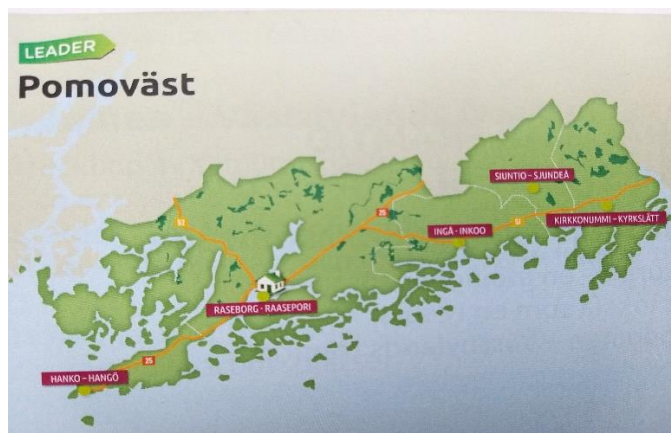 LEADER
Pomoväst
SIUNTIO – SJUNDEÅ
KIRKKONUMMI – KYRKSLÄTT
INGÅ - INKOO
RASEBORG - RAASEPORI
HANKO – HANGÖ
52
25
51
25